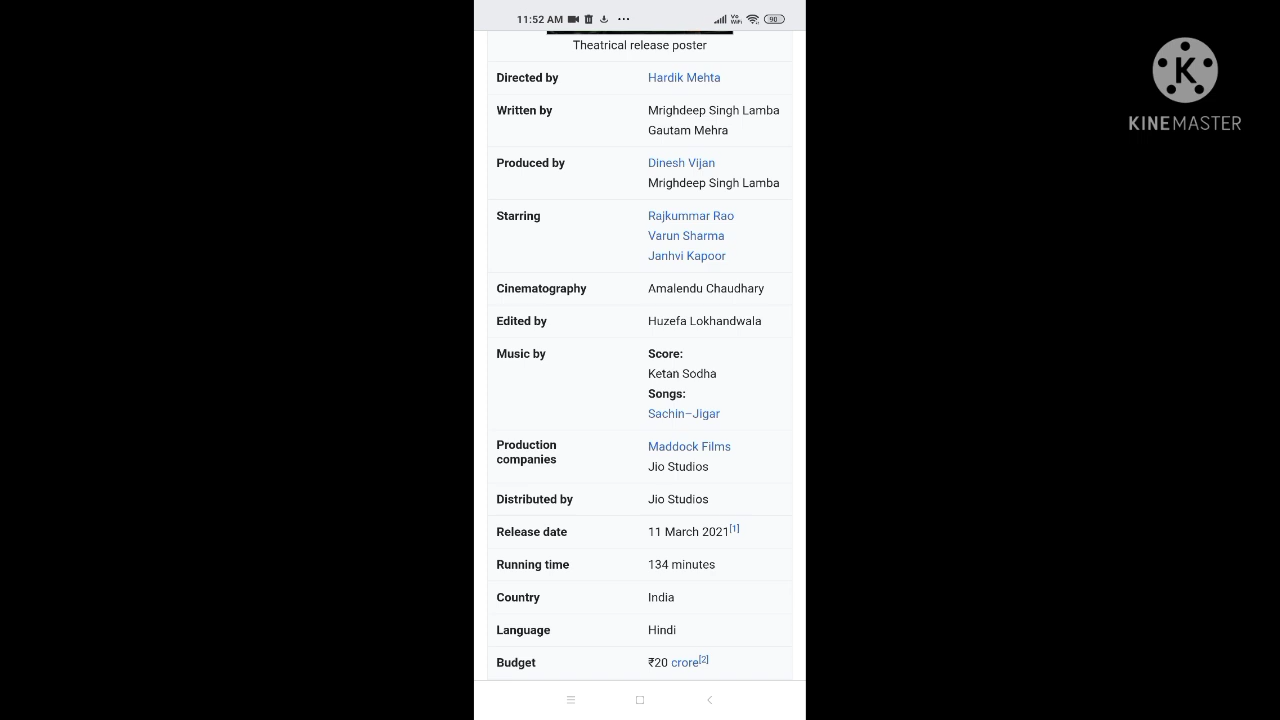 11:52 AM
Vo
WiFi
90
Theatrical release poster
Directed by
Hardik Mehta
Written by
Mrighdeep Singh Lamba
Gautam Mehra
Produced by
Dinesh Vijan
Mrighdeep Singh Lamba
Starring
Rajkummar Rao
Varun Sharma
Janhvi Kapoor
Cinematography
Amalendu Chaudhary
Edited by
Huzefa Lokhandwala
Music by
Score:
Ketan Sodha
Songs:
Sachin–Jigar
Production
companies
Maddock Films
Jio Studios
Distributed by
Jio Studios
Release date
11 March 2021[1]
Running time
134 minutes
Country
India
Language
Hindi
Budget
₹20 crore[2]
K
KINEMASTER